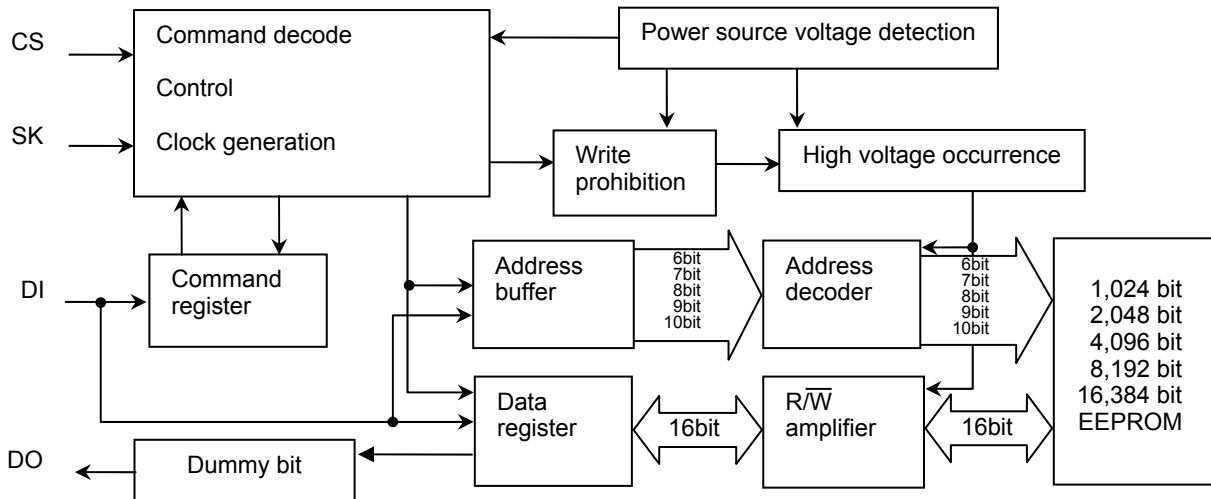 CS
Command decode
Power source voltage detection
Control
SK
Clock generation
Write
prohibition
High voltage occurrence
DI
Command
register
Address
buffer
6bit
7bit
8bit
9bit
10bit
Address
decoder
6bit
7bit
8bit
9bit
10bit
1,024 bit
2,048 bit
4,096 bit
8,192 bit
16,384 bit
EEPROM
Data
register
16bit
R/W̅
amplifier
16bit
DO
Dummy bit